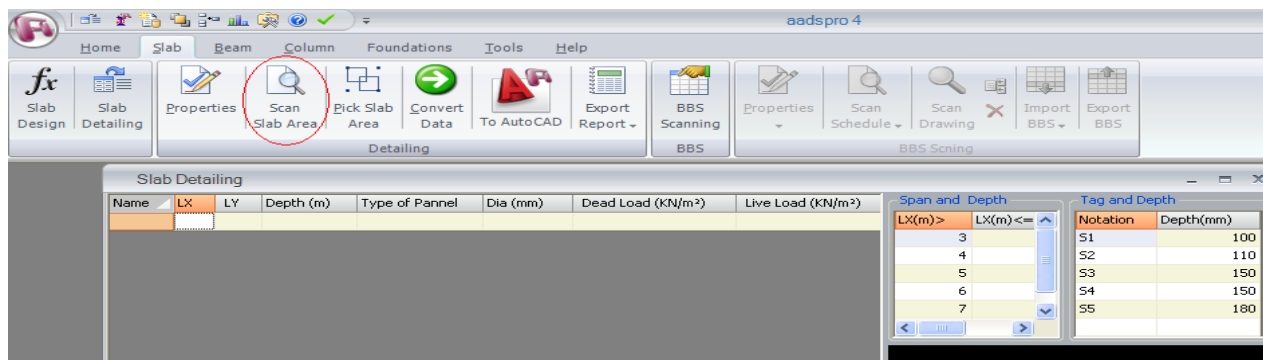 aadspro 4
Home Slab Beam Column Foundations Tools Help
fx
Slab Design
Slab Detailing
Properties
Scan Slab Area
Pick Slab Area
Convert Data
To AutoCAD
Export Report
BBS Scanning
Properties
Scan Schedule
Scan Drawing
Import BBS
Export BBS
Detailing
BBS
BBS Scning
Slab Detailing
Name LX LY Depth (m) Type of Pannel Dia (mm) Dead Load (KN/m²) Live Load (KN/m²)
Span and Depth
LX(m)> LX(m)<=
3
4
5
6
7
Tag and Depth
Notation Depth(mm)
S1 100
S2 110
S3 150
S4 150
S5 180